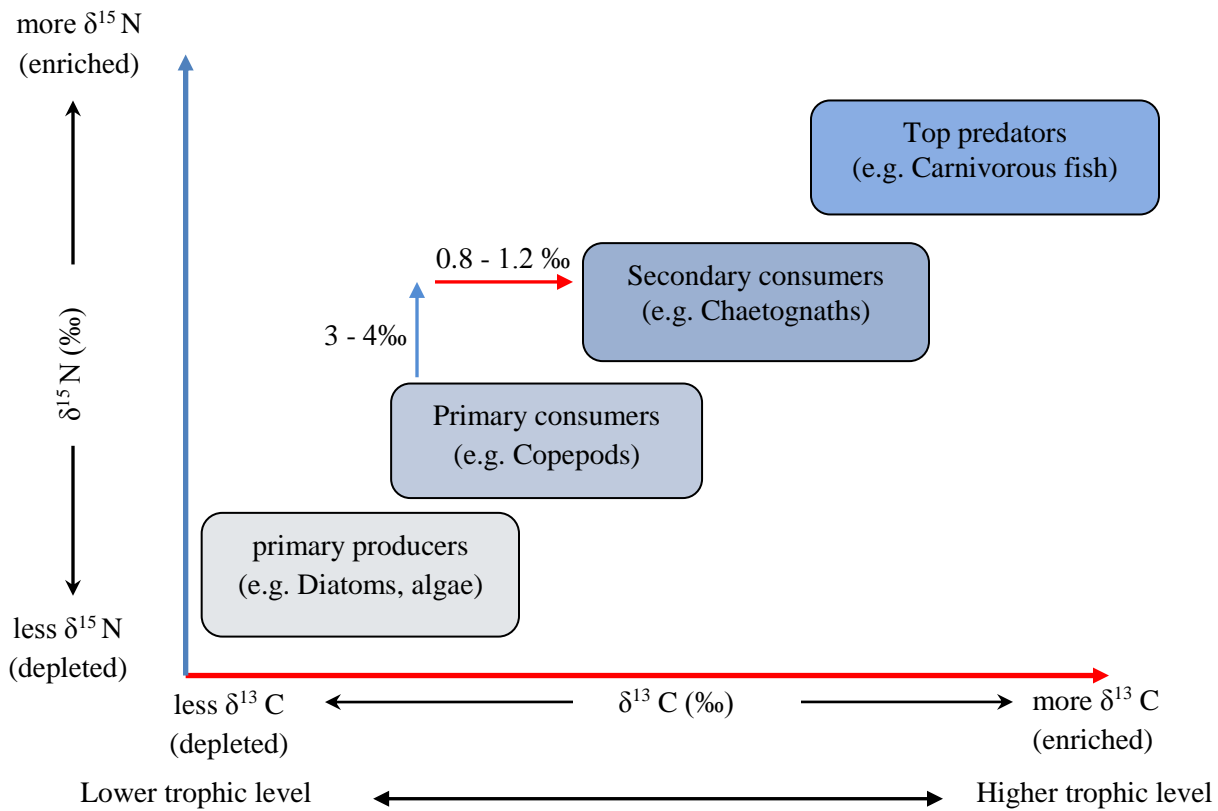 more δ¹⁵ N
(enriched)
Top predators
(e.g. Carnivorous fish)
0.8 - 1.2 ‰
Secondary consumers
(e.g. Chaetognaths)
3 - 4‰
δ¹⁵ N (‰)
Primary consumers
(e.g. Copepods)
primary producers
(e.g. Diatoms, algae)
less δ¹⁵ N
(depleted)
less δ¹³ C
(depleted)
δ¹³ C (‰)
more δ¹³ C
(enriched)
Lower trophic level
Higher trophic level